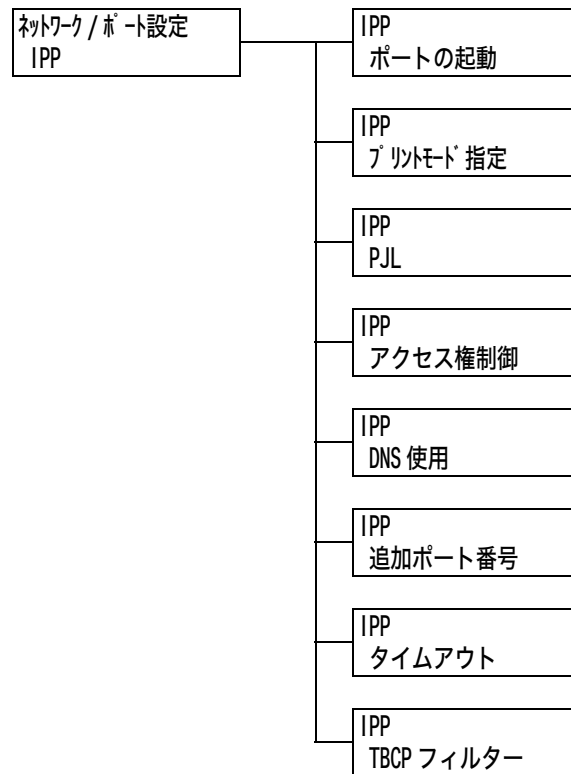 ﾈｯﾄﾜｰｸ / ﾎﾟｰﾄ設定
IPP
IPP
ポートの起動
IPP
ﾌﾟﾘﾝﾄﾓｰﾄﾞ指定
IPP
PJL
IPP
アクセス権制御
IPP
DNS 使用
IPP
追加ポート番号
IPP
タイムアウト
IPP
TBCP フィルター